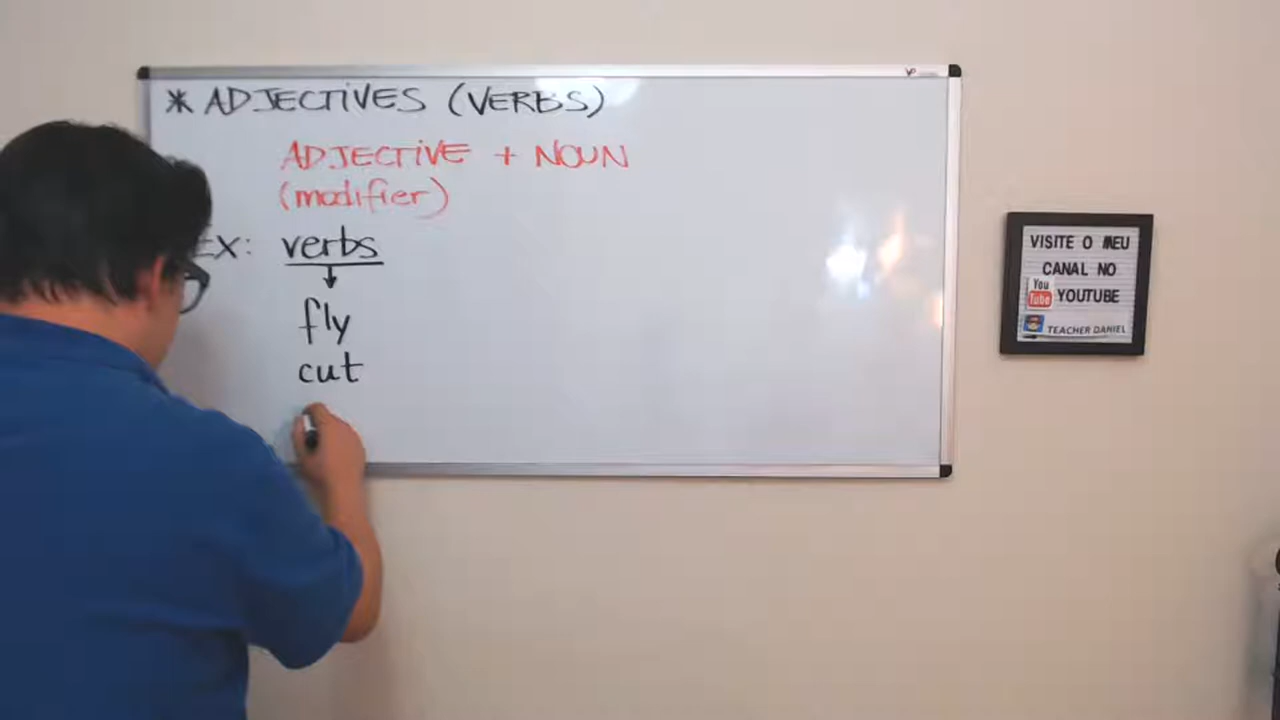 * ADJECTIVES (VERBS)
ADJECTIVE + NOUN
(modifier)
EX: verbs
fly
cut
VISITE O MEU
CANAL NO
You
Tube YOUTUBE
TEACHER DANIEL